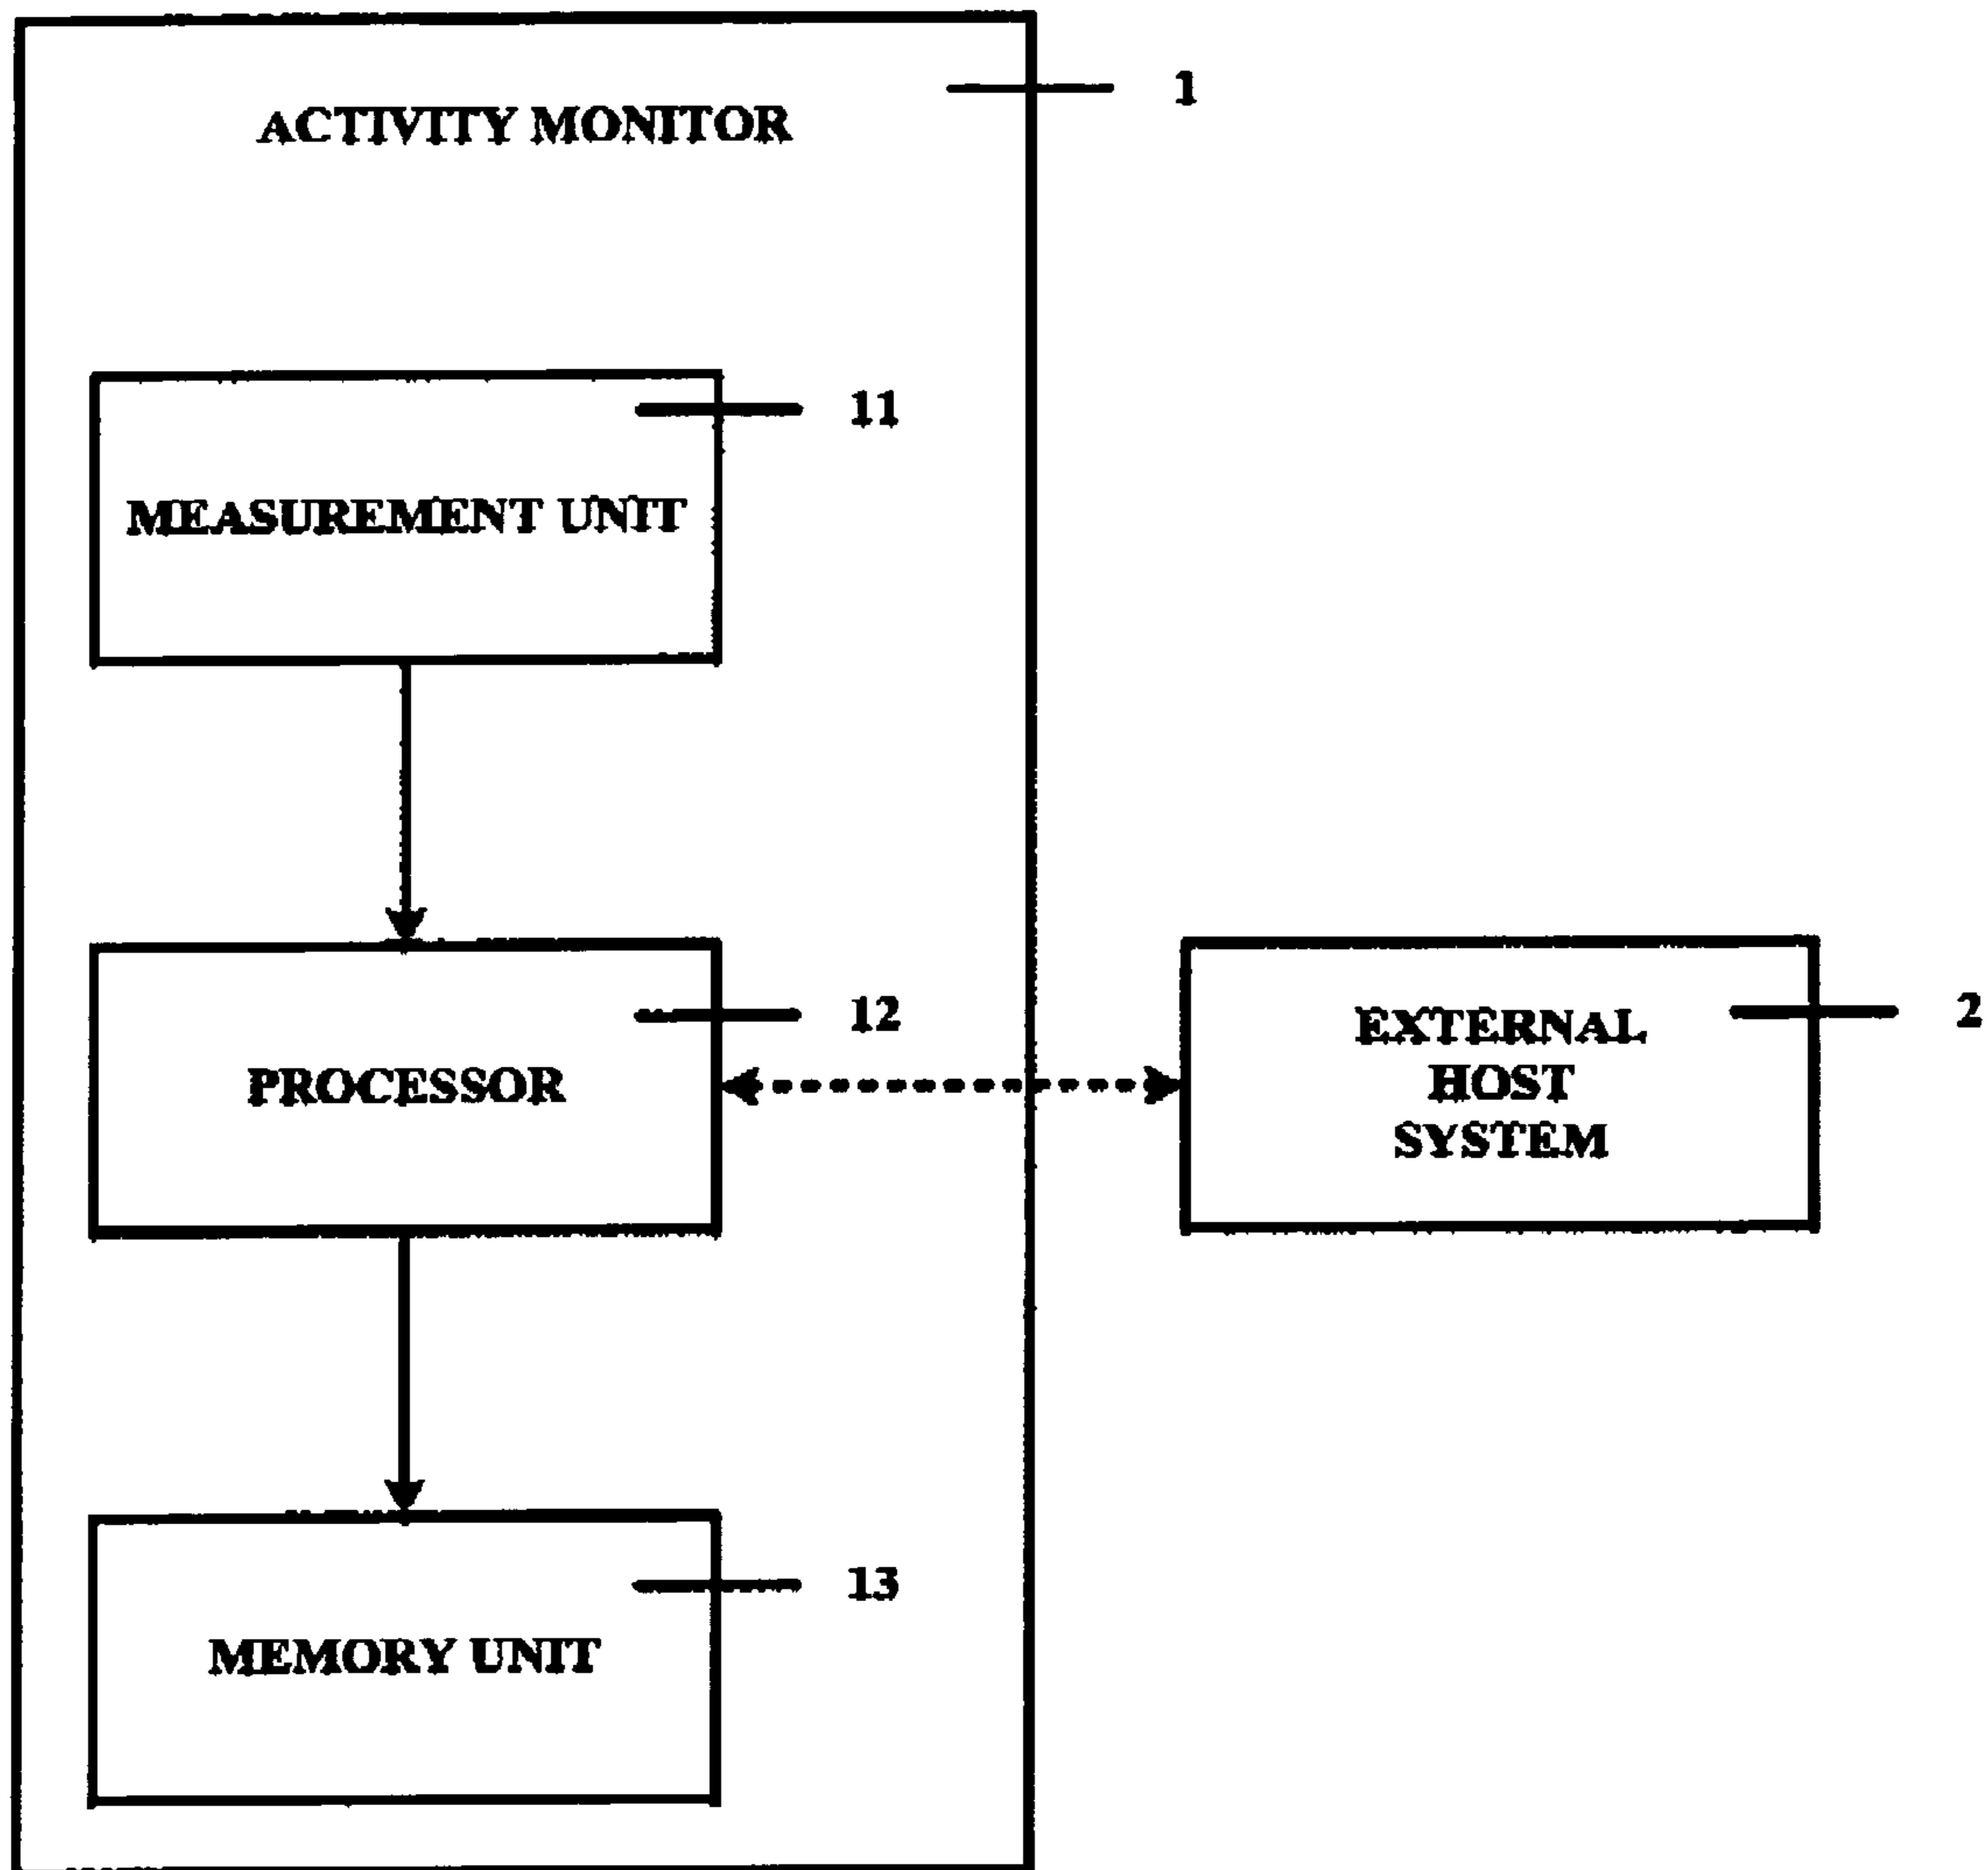 1
ACTIVITY MONITOR
11
MEASUREMENT UNIT
12
PROCESSOR
2
EXTERNAL
HOST
SYSTEM
13
MEMORY UNIT